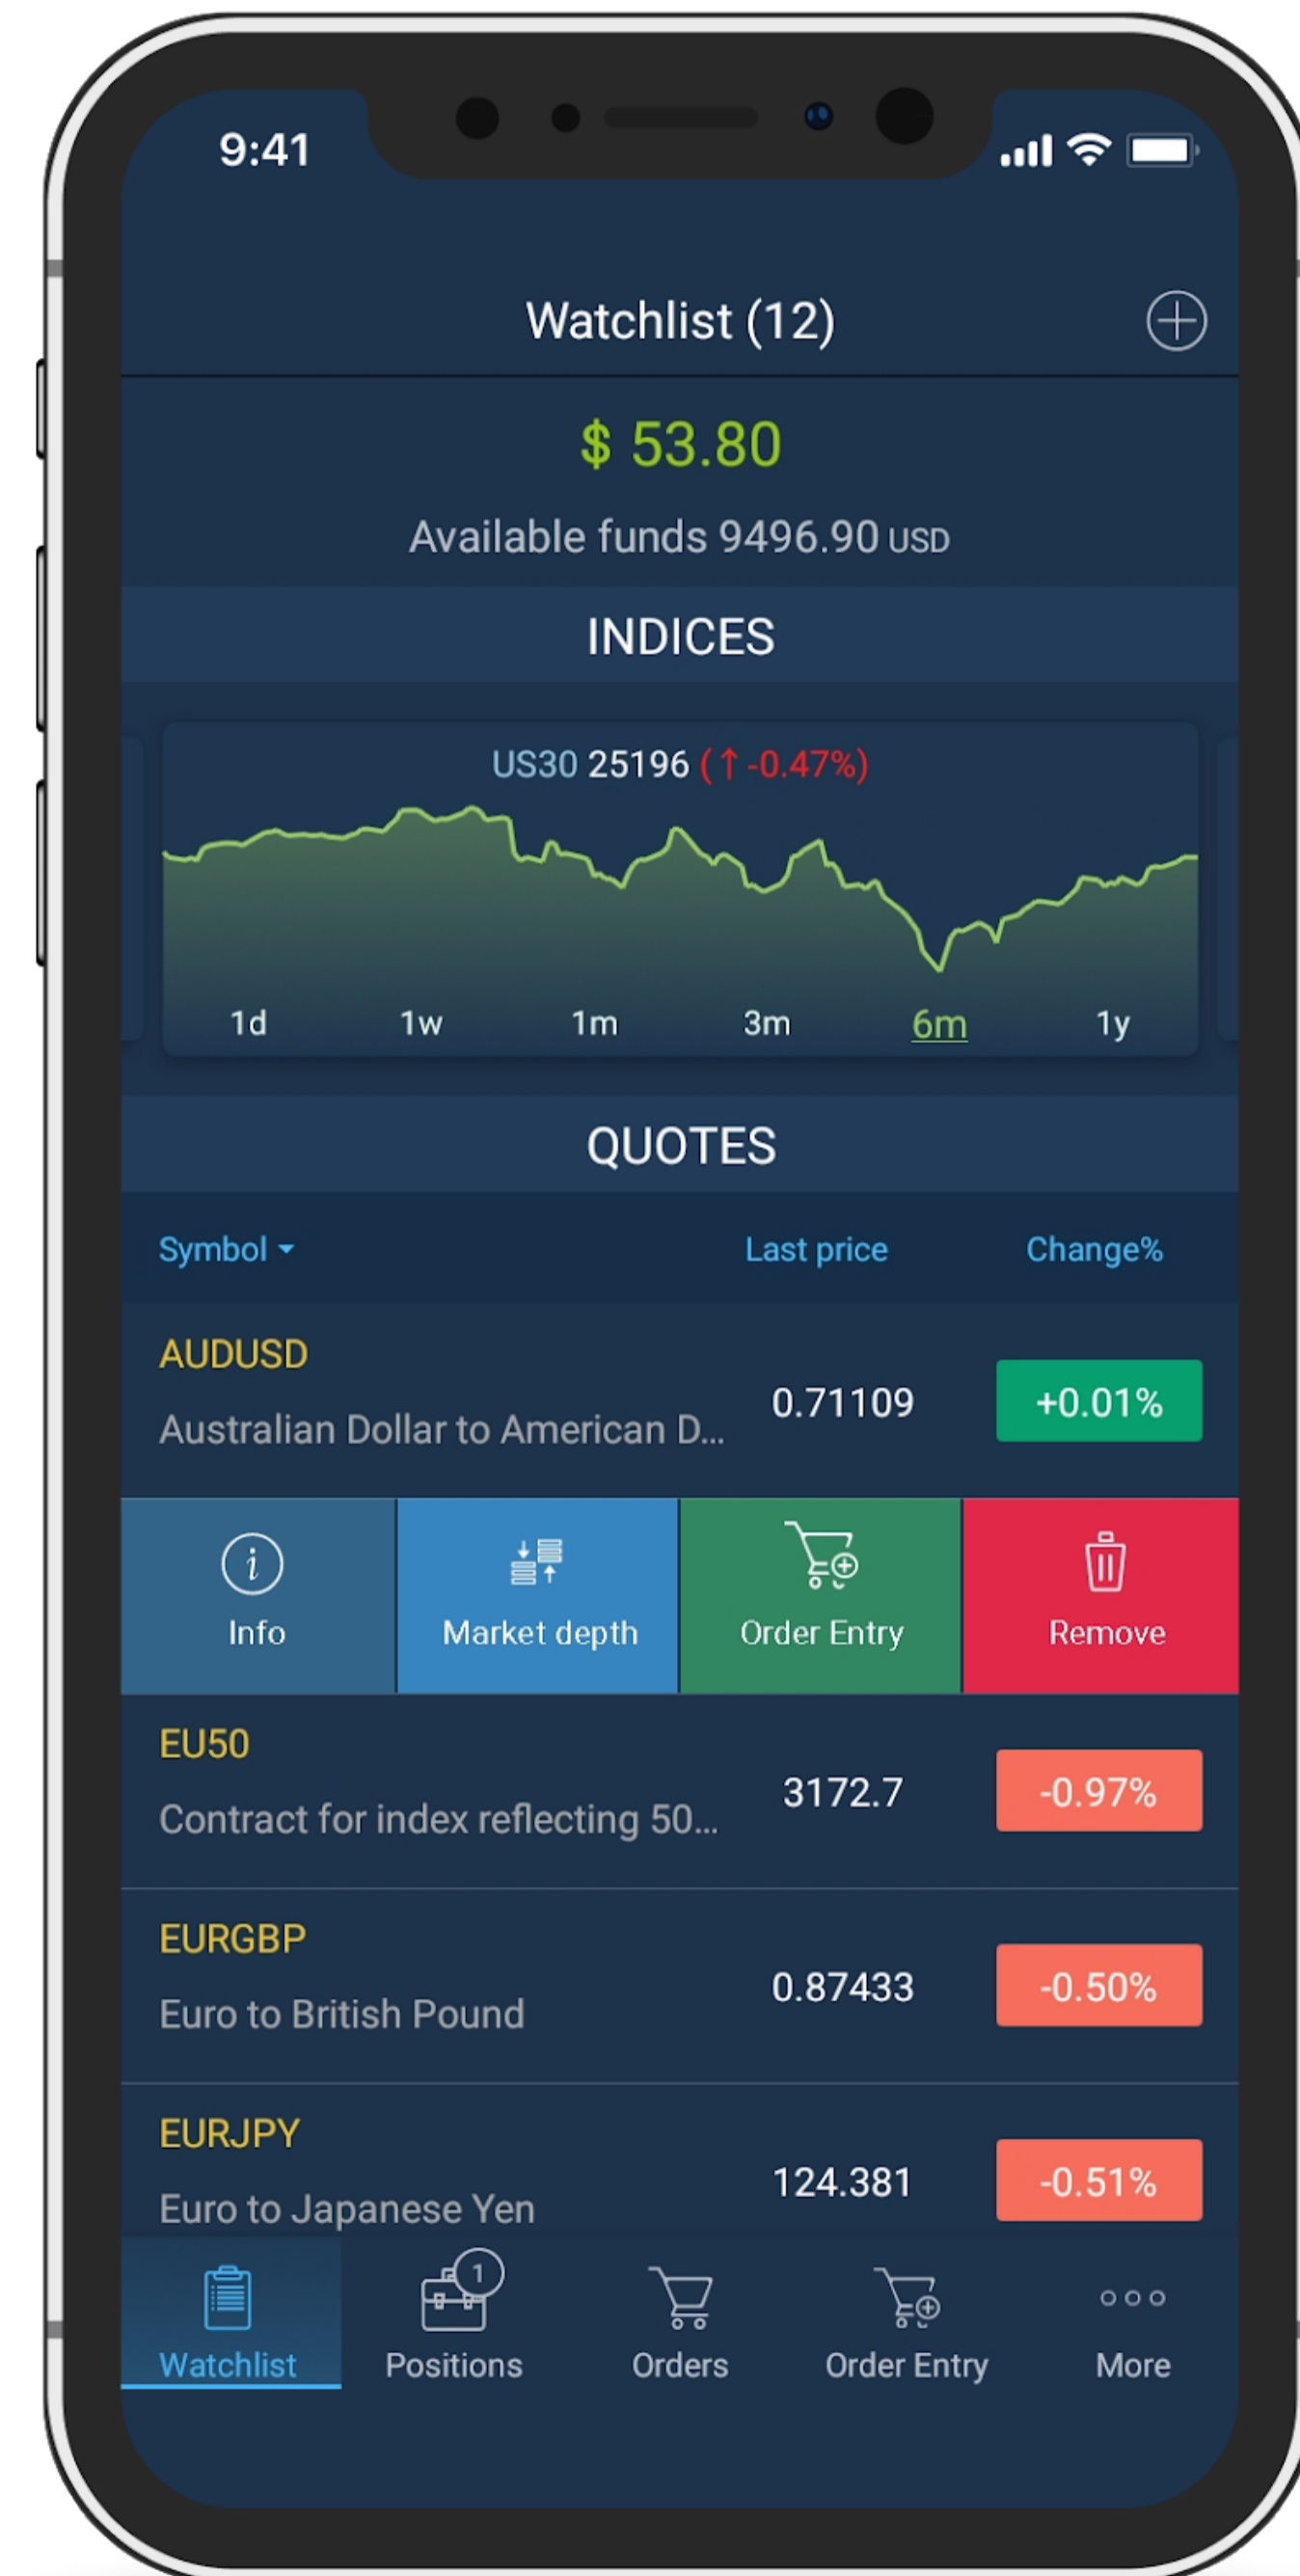 9:41
Watchlist (12)
$ 53.80
Available funds 9496.90 USD
INDICES
US30 25196 (↑ -0.47%)
1d 1w 1m 3m 6m 1y
QUOTES
Symbol Last price Change%
AUDUSD
Australian Dollar to American D...
0.71109 +0.01%
i
Info Market depth Order Entry Remove
EU50
Contract for index reflecting 50...
3172.7 -0.97%
EURGBP
Euro to British Pound
0.87433 -0.50%
EURJPY
Euro to Japanese Yen
124.381 -0.51%
1
Watchlist Positions Orders Order Entry More